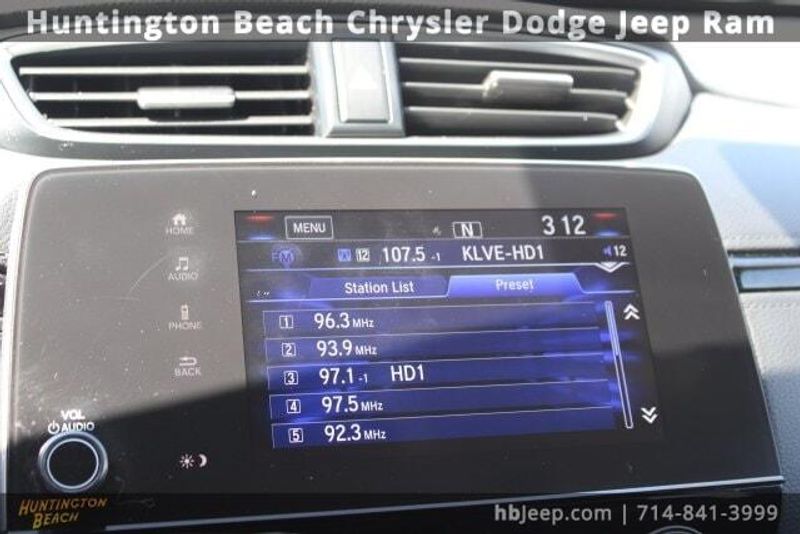 Huntington Beach Chrysler Dodge Jeep Ram
MENU N 3 12
FM 12 107.5 -1 KLVE-HD1 12
Station List Preset
1 96.3 MHz
2 93.9 MHz
3 97.1 -1 HD1
4 97.5 MHz
5 92.3 MHz
HOME
AUDIO
PHONE
BACK
VOL
AUDIO
HUNTINGTON
BEACH
hbjeep.com | 714-841-3999